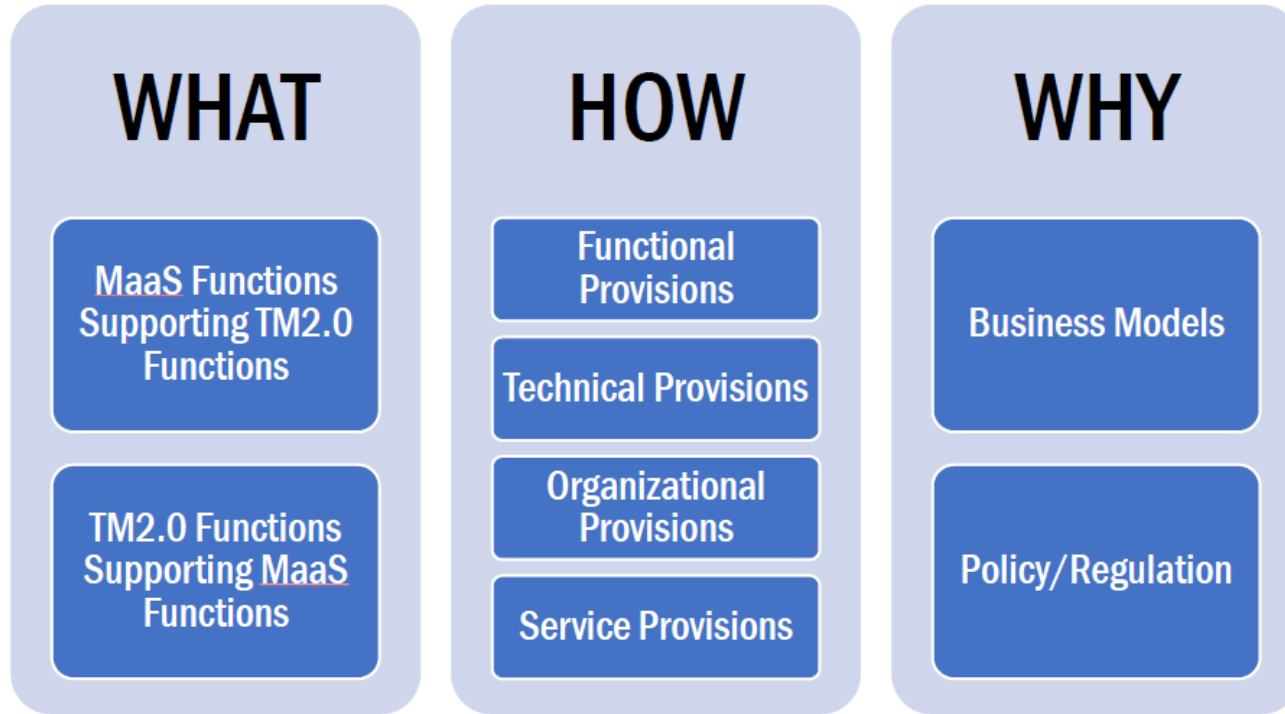 WHAT
MaaS Functions
Supporting TM2.0
Functions
TM2.0 Functions
Supporting MaaS
Functions
HOW
Functional
Provisions
Technical Provisions
Organizational
Provisions
Service Provisions
WHY
Business Models
Policy/Regulation